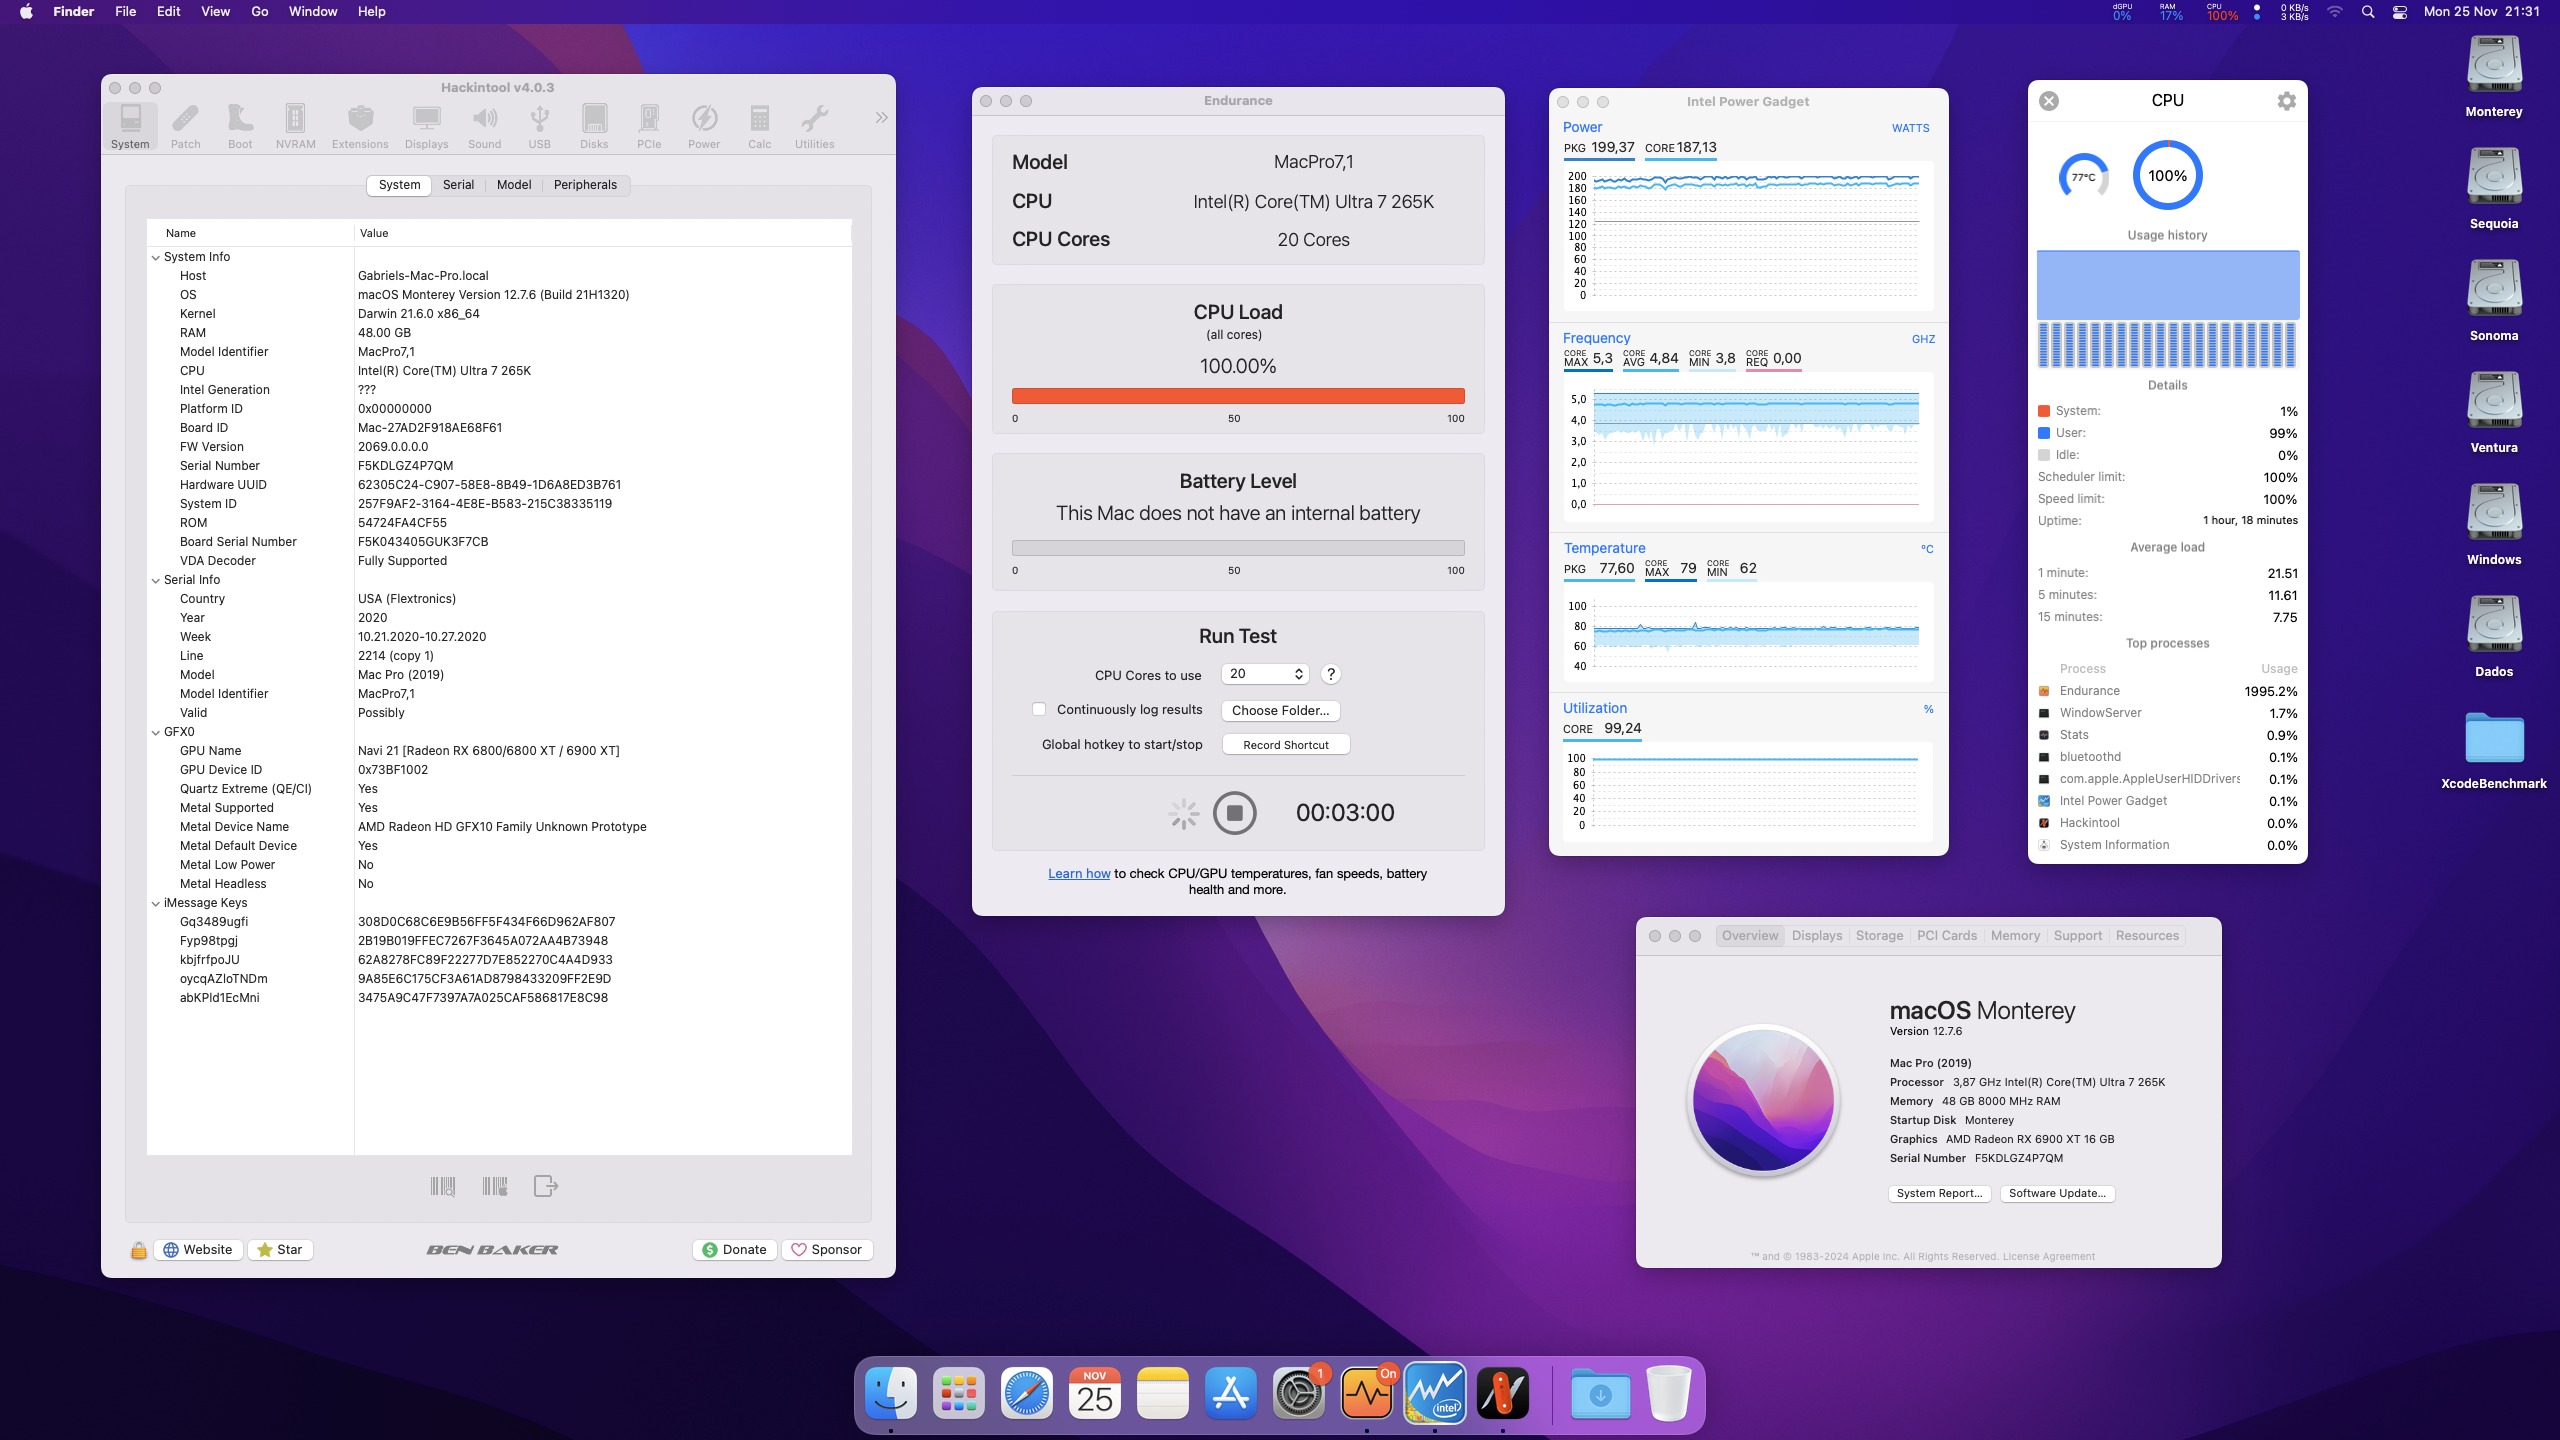 Finder File Edit View Go Window Help
dGPU 0% RAM 17% CPU 100% 0 KB/s 3 KB/s Mon 25 Nov 21:31
Hackintool v4.0.3
System Patch Boot NVRAM Extensions Displays Sound USB Disks PCIe Power Calc Utilities
System Serial Model Peripherals
Name Value
System Info
Host Gabriels-Mac-Pro.local
OS macOS Monterey Version 12.7.6 (Build 21H1320)
Kernel Darwin 21.6.0 x86_64
RAM 48.00 GB
Model Identifier MacPro7,1
CPU Intel(R) Core(TM) Ultra 7 265K
Intel Generation ???
Platform ID 0x00000000
Board ID Mac-27AD2F918AE68F61
FW Version 2069.0.0.0.0
Serial Number F5KDLGZ4P7QM
Hardware UUID 62305C24-C907-58E8-8B49-1D6A8ED3B761
System ID 257F9AF2-3164-4E8E-B583-215C38335119
ROM 54724FA4CF55
Board Serial Number F5K043405GUK3F7CB
VDA Decoder Fully Supported
Serial Info
Country USA (Flextronics)
Year 2020
Week 10.21.2020-10.27.2020
Line 2214 (copy 1)
Model Mac Pro (2019)
Model Identifier MacPro7,1
Valid Possibly
GFX0
GPU Name Navi 21 [Radeon RX 6800/6800 XT / 6900 XT]
GPU Device ID 0x73BF1002
Quartz Extreme (QE/CI) Yes
Metal Supported Yes
Metal Device Name AMD Radeon HD GFX10 Family Unknown Prototype
Metal Default Device Yes
Metal Low Power No
Metal Headless No
iMessage Keys
Gq3489ugfi 308D0C68C6E9B56FF5F434F66D962AF807
Fyp98tpgj 2B19B019FFEC7267F3645A072AA4B73948
kbjfrfpoJU 62A8278FC89F22277D7E852270C4A4D933
oycqAZloTNDm 9A85E6C175CF3A61AD8798433209FF2E9D
abKPld1EcMni 3475A9C47F7397A7A025CAF586817E8C98
Website Star BEN BAKER Donate Sponsor
Endurance
Model MacPro7,1
CPU Intel(R) Core(TM) Ultra 7 265K
CPU Cores 20 Cores
CPU Load
(all cores)
100.00%
0 50 100
Battery Level
This Mac does not have an internal battery
0 50 100
Run Test
CPU Cores to use 20 ?
Continuously log results Choose Folder...
Global hotkey to start/stop Record Shortcut
00:03:00
Learn how to check CPU/GPU temperatures, fan speeds, battery
health and more.
Intel Power Gadget
Power WATTS
PKG 199,37 CORE 187,13
200
180
160
140
120
100
80
60
40
20
0
Frequency GHZ
CORE MAX 5,3 CORE AVG 4,84 CORE MIN 3,8 CORE REQ 0,00
5,0
4,0
3,0
2,0
1,0
0,0
Temperature °C
PKG 77,60 CORE MAX 79 CORE MIN 62
100
80
60
40
Utilization %
CORE 99,24
100
80
60
40
20
0
CPU
77°C 100%
Usage history
Details
System: 1%
User: 99%
Idle: 0%
Scheduler limit: 100%
Speed limit: 100%
Uptime: 1 hour, 18 minutes
Average load
1 minute: 21.51
5 minutes: 11.61
15 minutes: 7.75
Top processes
Process Usage
Endurance 1995.2%
WindowServer 1.7%
Stats 0.9%
bluetoothd 0.1%
com.apple.AppleUserHIDDrivers 0.1%
Intel Power Gadget 0.1%
Hackintool 0.0%
System Information 0.0%
Overview Displays Storage PCI Cards Memory Support Resources
macOS Monterey
Version 12.7.6
Mac Pro (2019)
Processor 3,87 GHz Intel(R) Core(TM) Ultra 7 265K
Memory 48 GB 8000 MHz RAM
Startup Disk Monterey
Graphics AMD Radeon RX 6900 XT 16 GB
Serial Number F5KDLGZ4P7QM
System Report... Software Update...
™ and © 1983-2024 Apple Inc. All Rights Reserved. License Agreement
Monterey
Sequoia
Sonoma
Ventura
Windows
Dados
XcodeBenchmark
NOV
25
1
On
intel